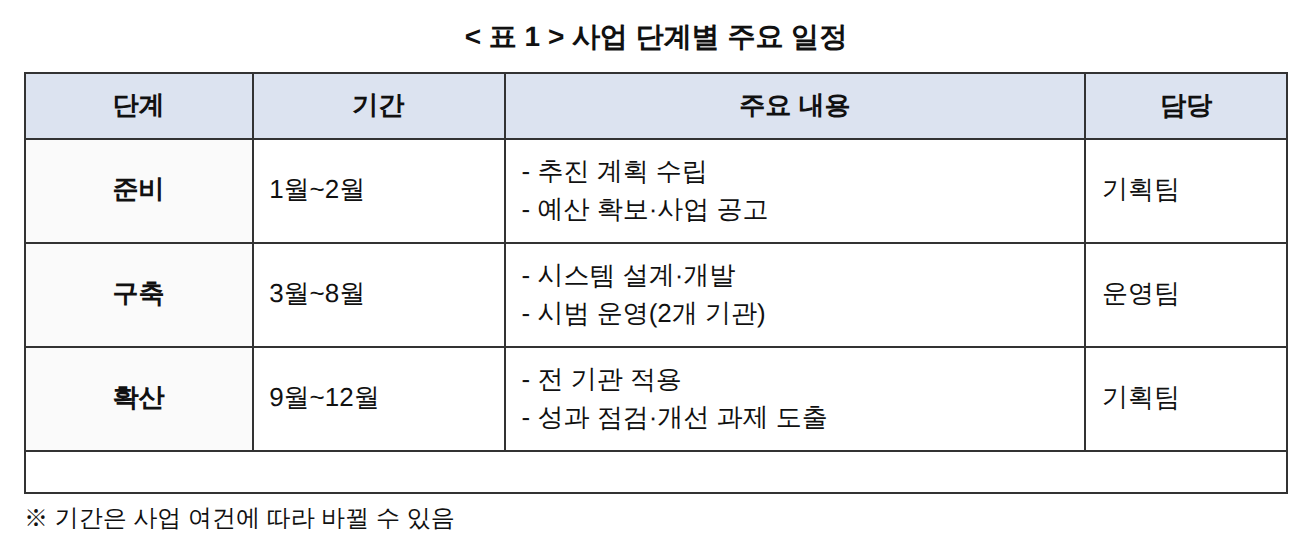 < 표 1 > 사업 단계별 주요 일정
단계 기간 주요 내용 담당
준비 1월~2월 - 추진 계획 수립
- 예산 확보·사업 공고 기획팀
구축 3월~8월 - 시스템 설계·개발
- 시범 운영(2개 기관) 운영팀
확산 9월~12월 - 전 기관 적용
- 성과 점검·개선 과제 도출 기획팀
※ 기간은 사업 여건에 따라 바뀔 수 있음